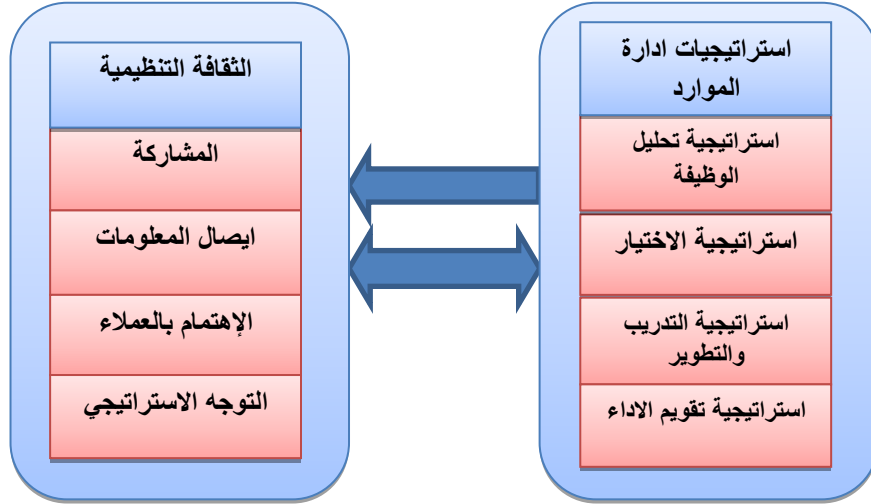 استراتيجيات ادارة
الموارد
استراتيجية تحليل
الوظيفة
استراتيجية الاختيار
استراتيجية التدريب
والتطوير
استراتيجية تقويم الاداء
الثقافة التنظيمية
المشاركة
ايصال المعلومات
الإهتمام بالعملاء
التوجه الاستراتيجي